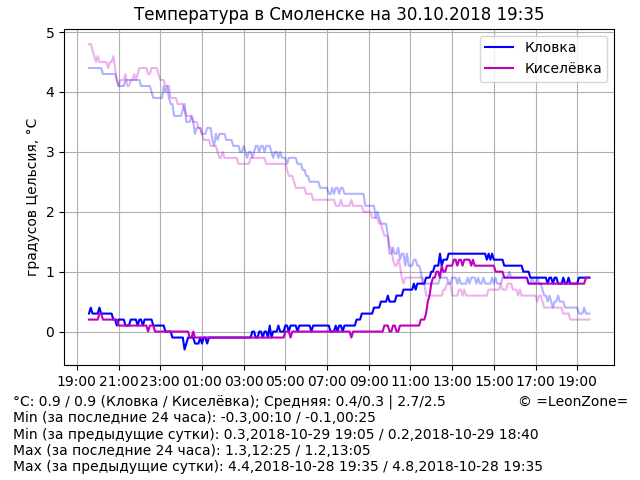 Температура в Смоленске на 30.10.2018 19:35
Кловка
Киселёвка
градусов Цельсия, °C
5
4
3
2
1
0
19:00 21:00 23:00 01:00 03:00 05:00 07:00 09:00 11:00 13:00 15:00 17:00 19:00
°C: 0.9 / 0.9 (Кловка / Киселёвка); Средняя: 0.4/0.3 | 2.7/2.5 © =LeonZone=
Min (за последние 24 часа): -0.3,00:10 / -0.1,00:25
Min (за предыдущие сутки): 0.3,2018-10-29 19:05 / 0.2,2018-10-29 18:40
Max (за последние 24 часа): 1.3,12:25 / 1.2,13:05
Max (за предыдущие сутки): 4.4,2018-10-28 19:35 / 4.8,2018-10-28 19:35